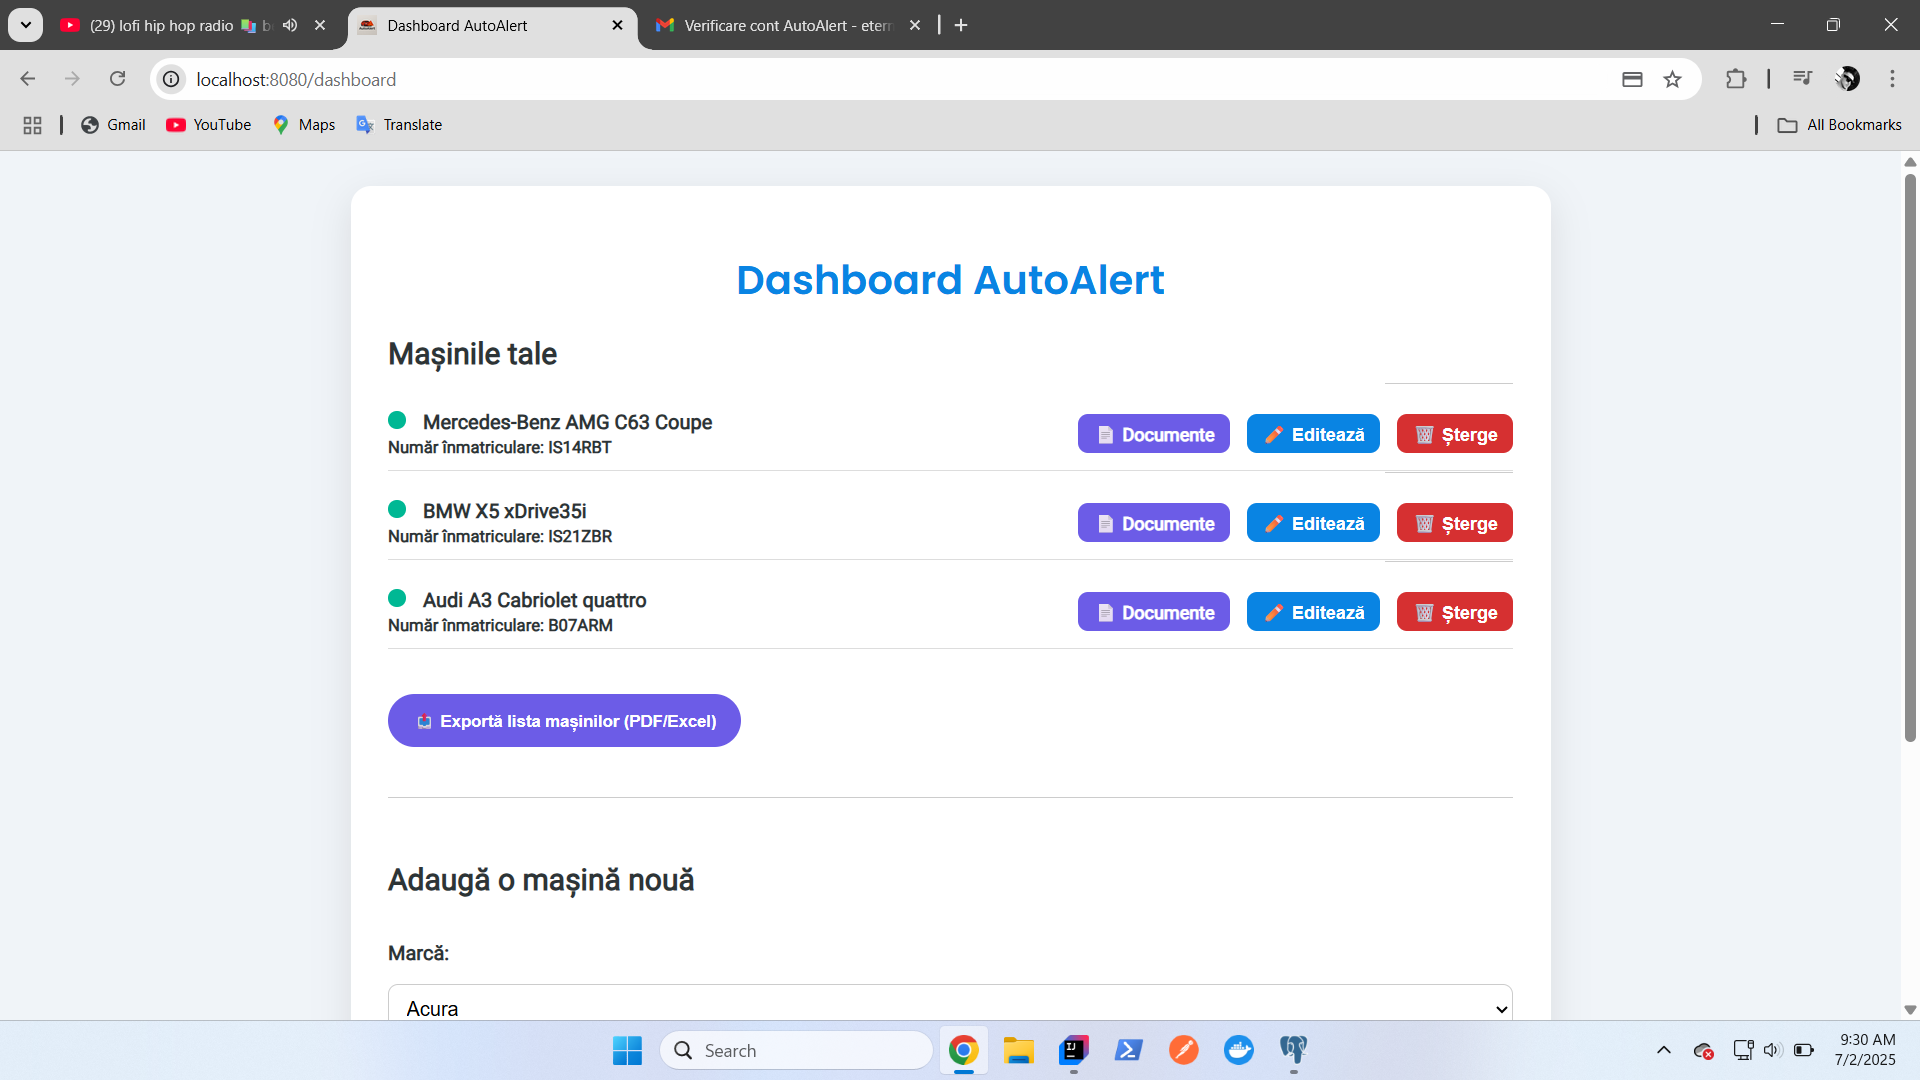 (29) lofi hip hop radio
Dashboard AutoAlert
Verificare cont AutoAlert - eter
localhost:8080/dashboard
Gmail
YouTube
Maps
Translate
All Bookmarks
Dashboard AutoAlert
Mașinile tale
Mercedes-Benz AMG C63 Coupe
Număr înmatriculare: IS14RBT
Documente
Editează
Șterge
BMW X5 xDrive35i
Număr înmatriculare: IS21ZBR
Documente
Editează
Șterge
Audi A3 Cabriolet quattro
Număr înmatriculare: B07ARM
Documente
Editează
Șterge
Exportă lista mașinilor (PDF/Excel)
Adaugă o mașină nouă
Marcă:
Acura
Search
9:30 AM
7/2/2025